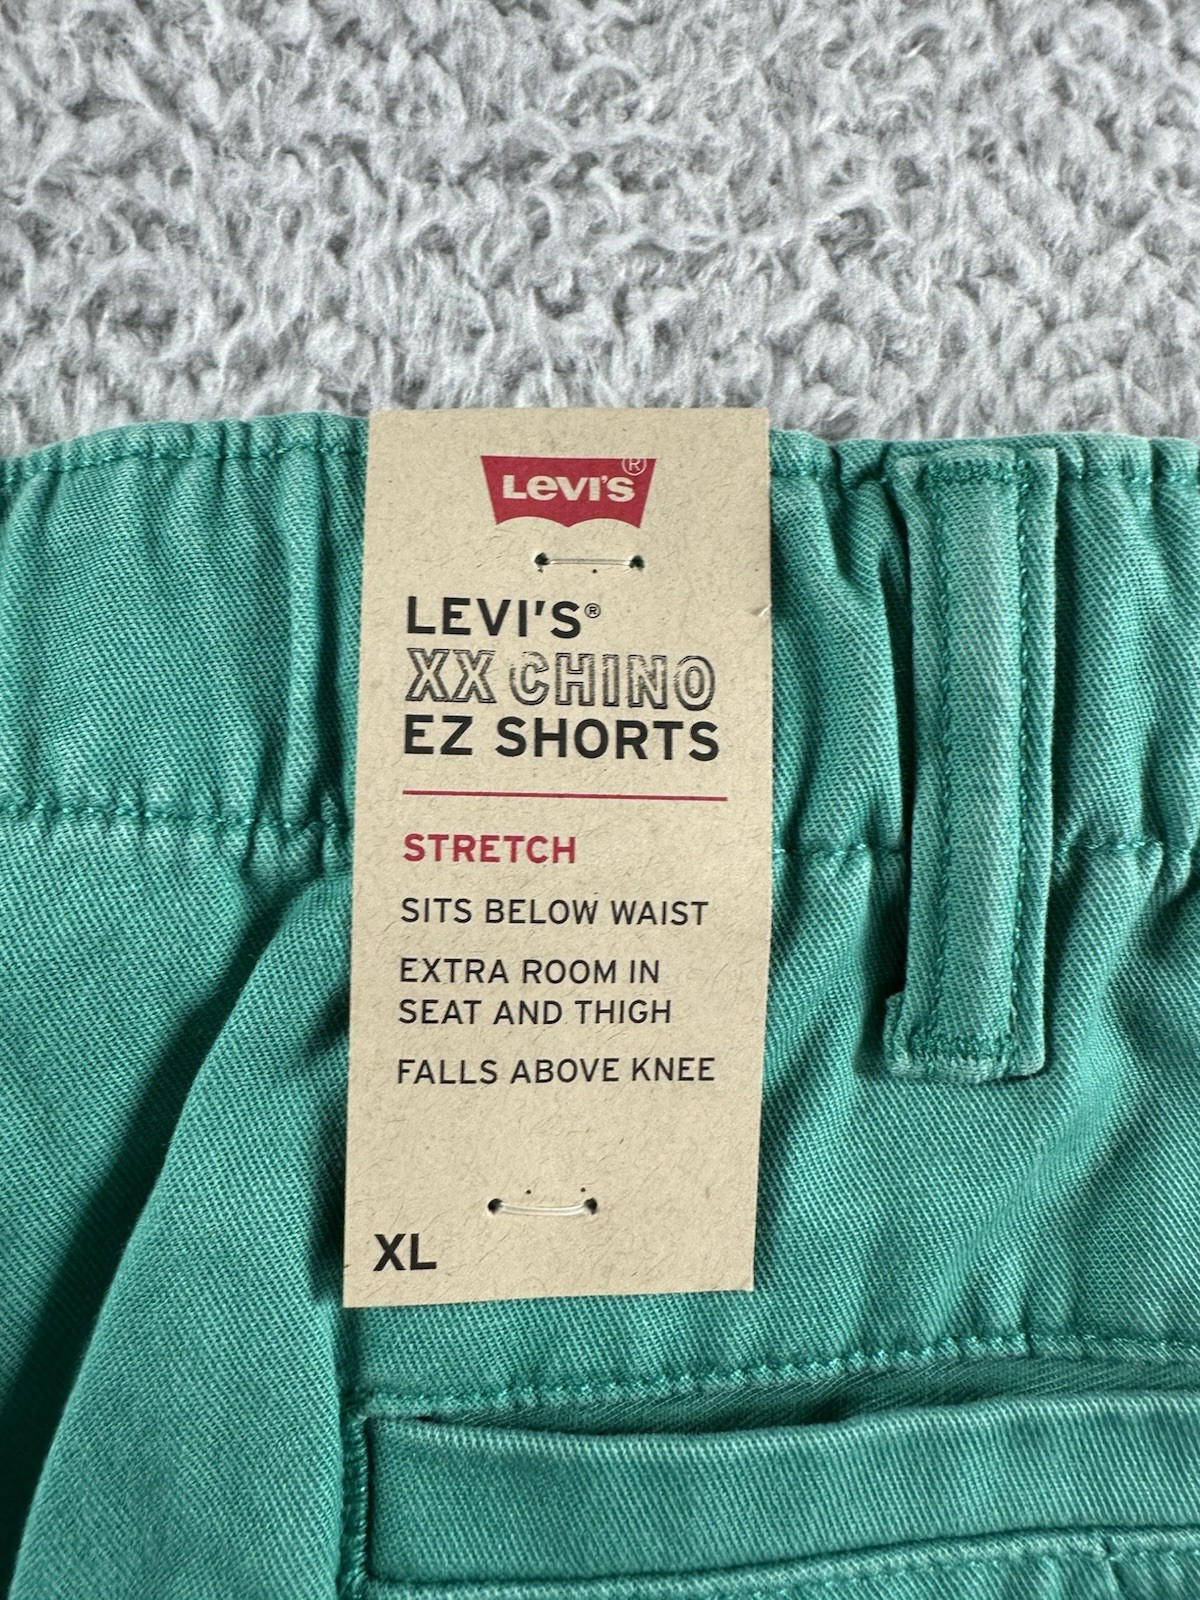 Levi's®
LEVI'S®
XX CHINO
EZ SHORTS
STRETCH
SITS BELOW WAIST
EXTRA ROOM IN
SEAT AND THIGH
FALLS ABOVE KNEE
XL